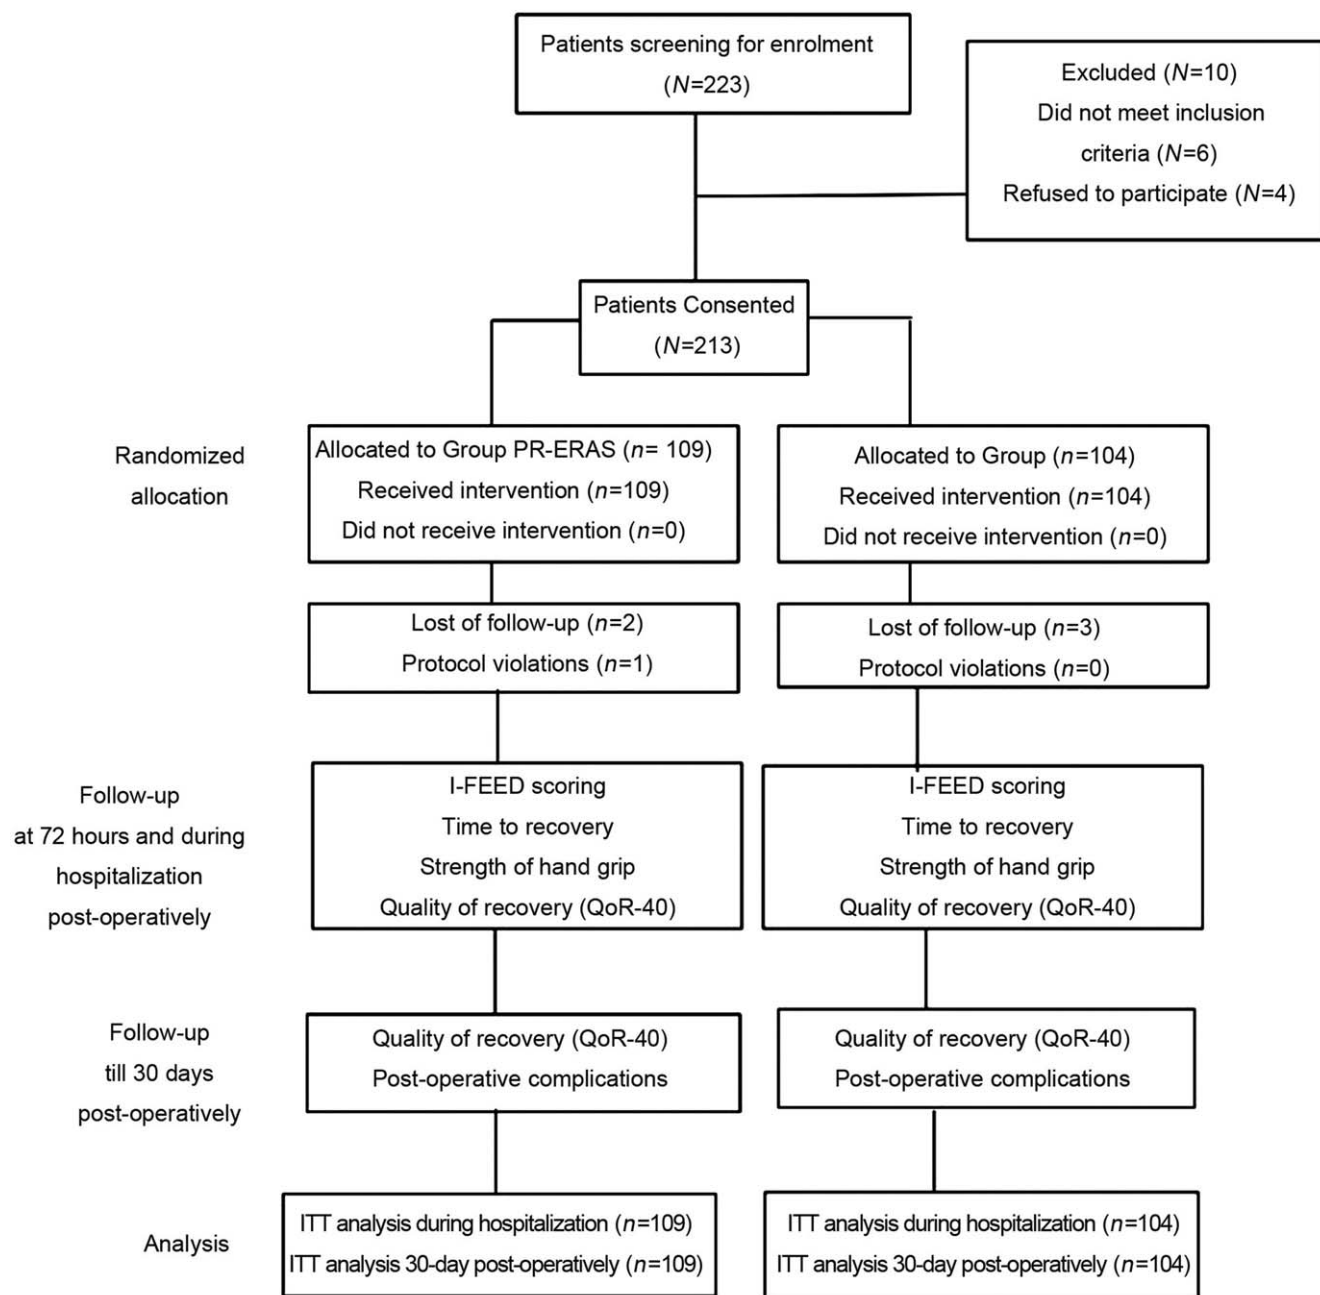 Patients screening for enrolment
(N=223)
Excluded (N=10)
Did not meet inclusion
criteria (N=6)
Refused to participate (N=4)
Patients Consented
(N=213)
Randomized
allocation
Allocated to Group PR-ERAS (n= 109)
Received intervention (n=109)
Did not receive intervention (n=0)
Allocated to Group (n=104)
Received intervention (n=104)
Did not receive intervention (n=0)
Lost of follow-up (n=2)
Protocol violations (n=1)
Lost of follow-up (n=3)
Protocol violations (n=0)
Follow-up
at 72 hours and during
hospitalization
post-operatively
I-FEED scoring
Time to recovery
Strength of hand grip
Quality of recovery (QoR-40)
I-FEED scoring
Time to recovery
Strength of hand grip
Quality of recovery (QoR-40)
Follow-up
till 30 days
post-operatively
Quality of recovery (QoR-40)
Post-operative complications
Quality of recovery (QoR-40)
Post-operative complications
Analysis
ITT analysis during hospitalization (n=109)
ITT analysis 30-day post-operatively (n=109)
ITT analysis during hospitalization (n=104)
ITT analysis 30-day post-operatively (n=104)